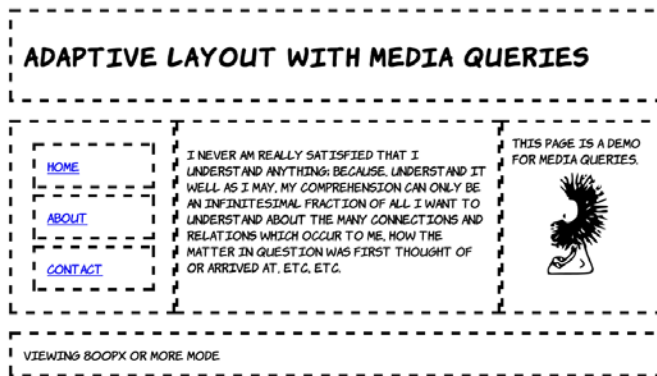 ADAPTIVE LAYOUT WITH MEDIA QUERIES
HOME
ABOUT
CONTACT
I NEVER AM REALLY SATISFIED THAT I
UNDERSTAND ANYTHING; BECAUSE, UNDERSTAND IT
WELL AS I MAY, MY COMPREHENSION CAN ONLY BE
AN INFINITESIMAL FRACTION OF ALL I WANT TO
UNDERSTAND ABOUT THE MANY CONNECTIONS AND
RELATIONS WHICH OCCUR TO ME, HOW THE
MATTER IN QUESTION WAS FIRST THOUGHT OF
OR ARRIVED AT, ETC, ETC.
THIS PAGE IS A DEMO
FOR MEDIA QUERIES.
VIEWING 800PX OR MORE MODE